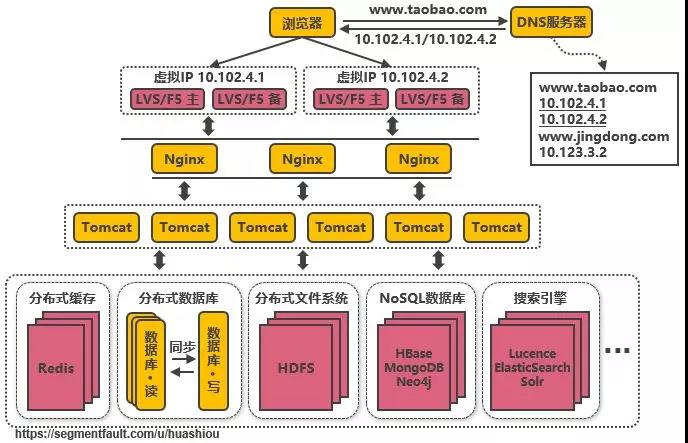 浏览器
www.taobao.com
10.102.4.1/10.102.4.2
DNS服务器
虚拟IP 10.102.4.1
LVS/F5 主
LVS/F5 备
虚拟IP 10.102.4.2
LVS/F5 主
LVS/F5 备
www.taobao.com
10.102.4.1
10.102.4.2
www.jingdong.com
10.123.3.2
Nginx
Nginx
Nginx
Tomcat
Tomcat
Tomcat
Tomcat
Tomcat
Tomcat
分布式缓存
Redis
分布式数据库
数据库·读
同步
数据库·写
分布式文件系统
HDFS
NoSQL数据库
HBase
MongoDB
Neo4j
搜索引擎
Lucence
ElasticSearch
Solr
...
https://segmentfault.com/u/huashiou